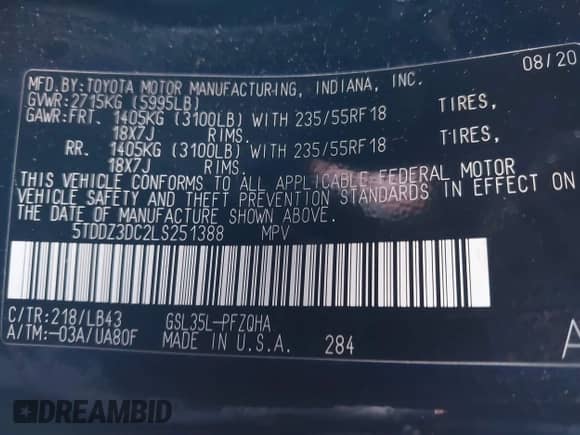 MFD.BY:TOYOTA MOTOR MANUFACTURING, INDIANA, INC. 08/20
GVWR:2715KG (5995LB)
GAWR:FRT. 1405KG (3100LB) WITH 235/55RF18 TIRES,
18X7J RIMS.
RR. 1405KG (3100LB) WITH 235/55RF18 TIRES,
18X7J RIMS.
THIS VEHICLE CONFORMS TO ALL APPLICABLE FEDERAL MOTOR
VEHICLE SAFETY AND THEFT PREVENTION STANDARDS IN EFFECT ON
THE DATE OF MANUFACTURE SHOWN ABOVE.
5TDDZ3DC2LS251388 MPV
C/TR:218/LB43 GSL35L-PFZQHA
A/TM:-03A/UA80F MADE IN U.S.A. 284
A
DREAMBID